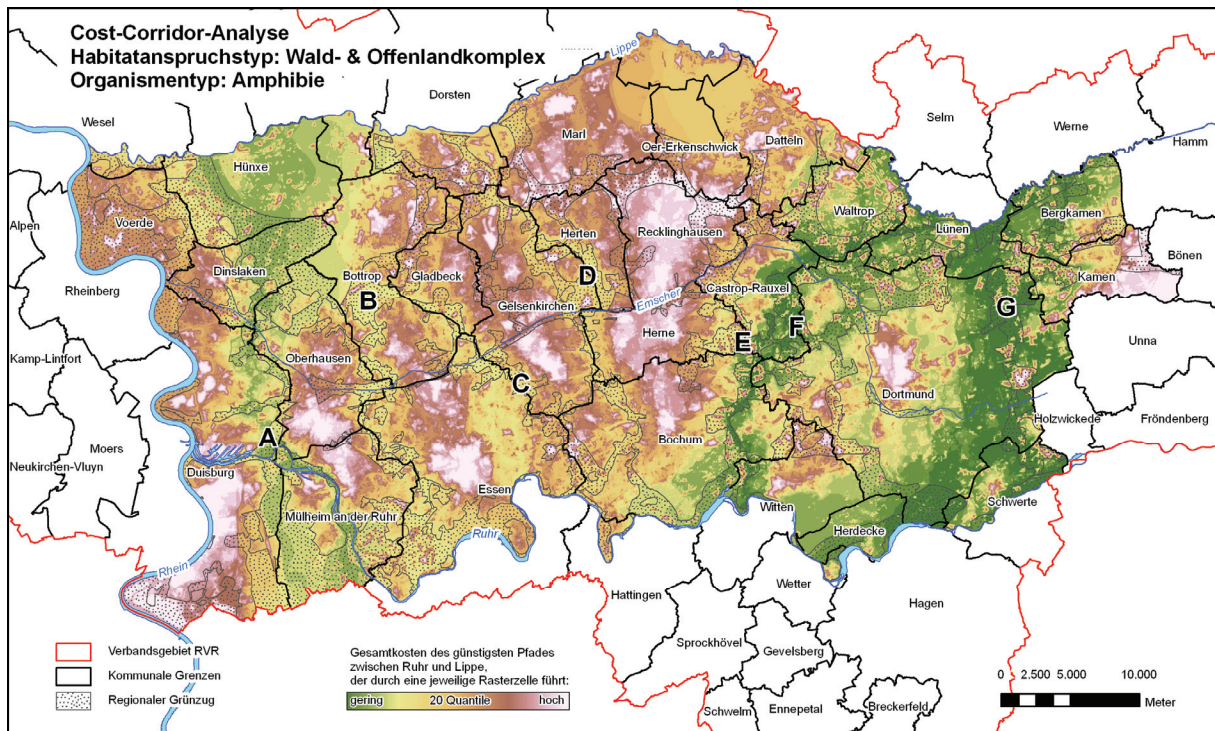 Cost-Corridor-Analyse
Habitatanspruchstyp: Wald- & Offenlandkomplex
Organismentyp: Amphibie
Lippe
Dorsten
Wesel
Selm
Werne
Hamm
Marl
Oer-Erkenschwick
Datteln
Hünxe
Alpen
Voerde
Waltrop
Bergkamen
Lünen
Herten
Recklinghausen
Bönen
Dinslaken
Bottrop
Gladbeck
D
Kamen
Rheinberg
B
Gelsenkirchen
Emscher
Castrop-Rauxel
G
F
Herne
E
Unna
Kamp-Lintfort
Oberhausen
C
Dortmund
Holzwickede
Fröndenberg
Moers
A
Bochum
Neukirchen-Vluyn
Duisburg
Essen
Mülheim an der Ruhr
Schwerte
Witten
Ruhr
Herdecke
Rhein
Wetter
Hattingen
Hagen
Sprockhövel
Gevelsberg
Schwelm
Ennepetal
Breckerfeld
Verbandsgebiet RVR
Kommunale Grenzen
Regionaler Grünzug
Gesamtkosten des günstigsten Pfades
zwischen Ruhr und Lippe,
der durch eine jeweilige Rasterzelle führt:
gering 20 Quantile hoch
0 2.500 5.000 10.000
Meter